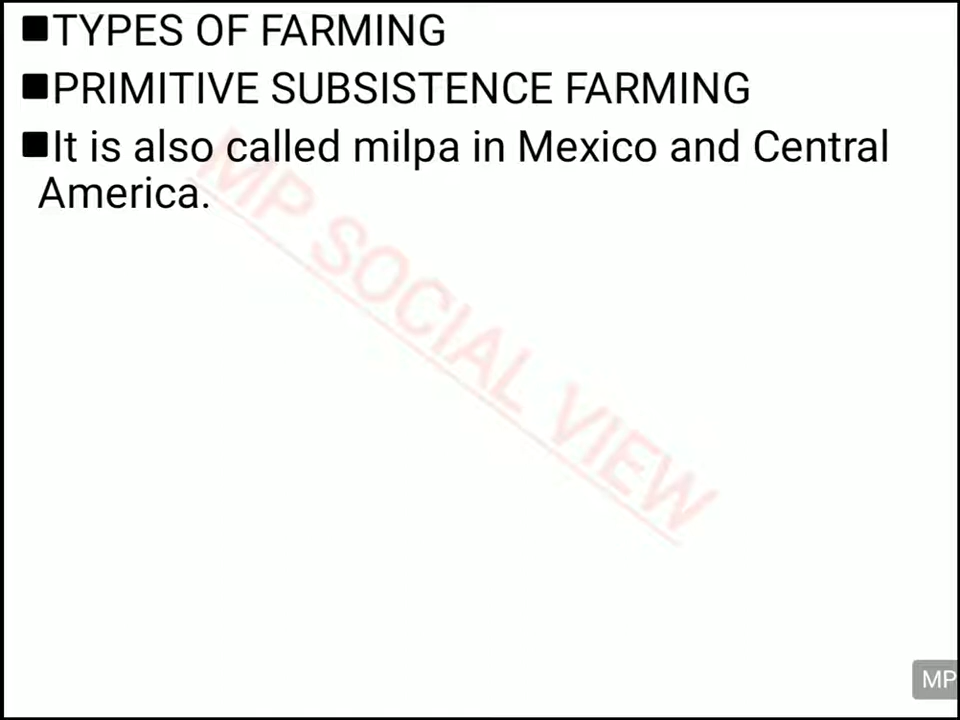 ■TYPES OF FARMING
■PRIMITIVE SUBSISTENCE FARMING
■It is also called milpa in Mexico and Central
America.
MP SOCIAL VIEW
MP